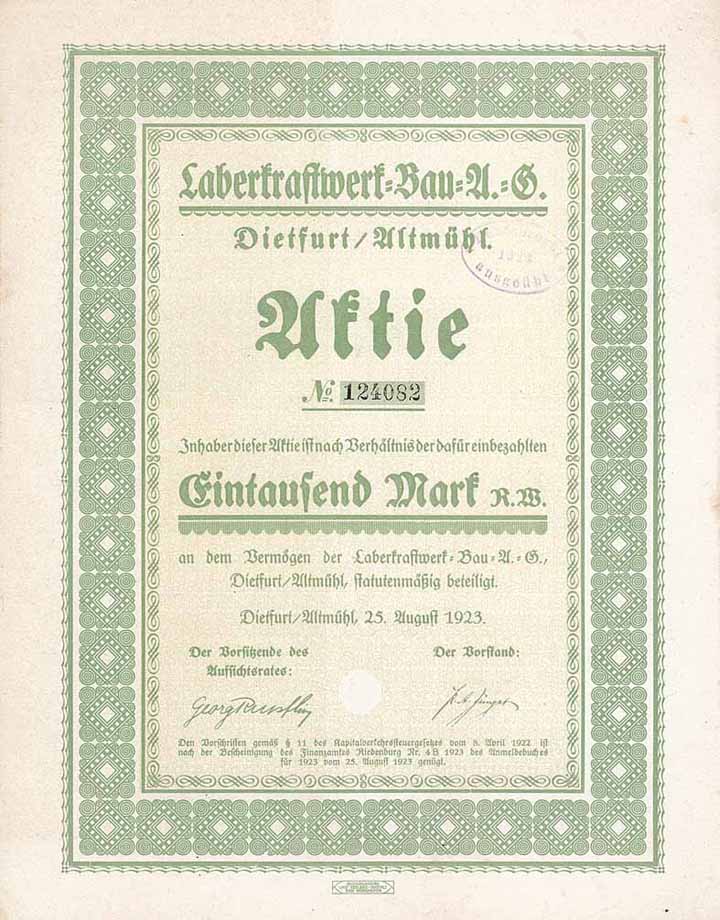 Laberkraftwerk=Bau=A.=G.
Dietfurt/Altmühl.
ausgeübt
Aktie
No. 124082
Inhaber dieser Aktie ist nach Verhältnis der dafür einbezahlten
Eintausend Mark R.W.
an dem Vermögen der Laberkraftwerk=Bau=A.=G.,
Dietfurt/Altmühl, statutenmäßig beteiligt.
Dietfurt/Altmühl, 25. August 1923.
Der Vorsitzende des
Aufsichtsrates:
Der Vorstand:
Den Vorschriften gemäß § 11 des Kapitalverkehrssteuergesetzes vom 8. April 1922 ist
nach der Bescheinigung des Finanzamtes Riedenburg Nr. 4 B 1923 des Anmeldebuches
für 1923 vom 25. August 1923 genügt.